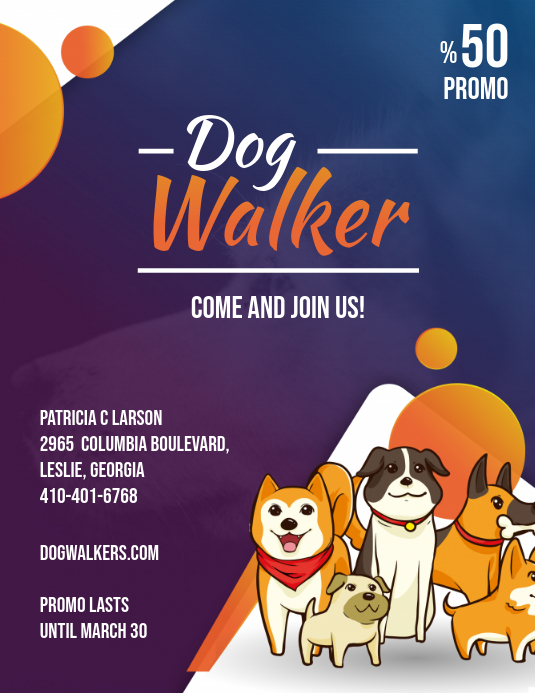 % 50
PROMO
Dog
Walker
COME AND JOIN US!
PATRICIA C LARSON
2965 COLUMBIA BOULEVARD,
LESLIE, GEORGIA
410-401-6768
DOGWALKERS.COM
PROMO LASTS
UNTIL MARCH 30